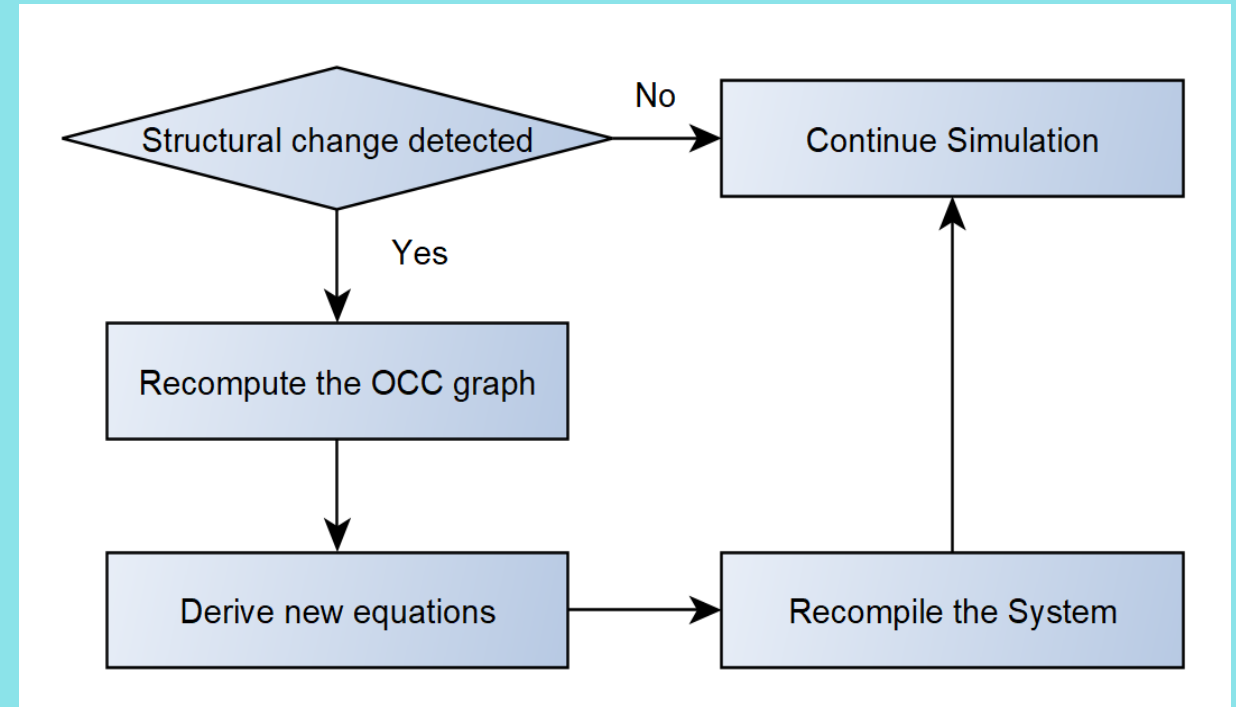 No
Structural change detected
Continue Simulation
Yes
Recompute the OCC graph
Derive new equations
Recompile the System